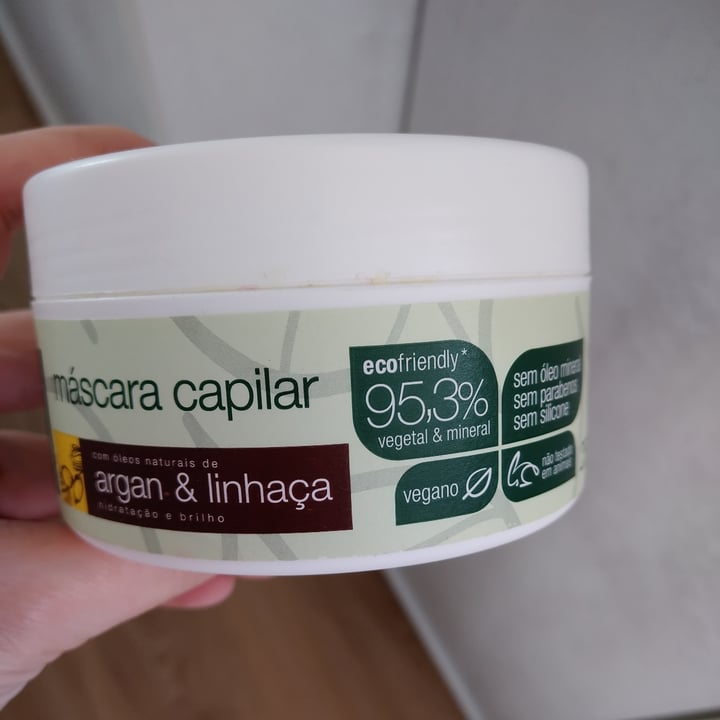 máscara capilar
com óleos naturais de
argan & linhaça
hidratação e brilho
ecofriendly*
95,3%
vegetal & mineral
sem óleo mineral
sem parabenos
sem silicone
vegano
não testado
em animais